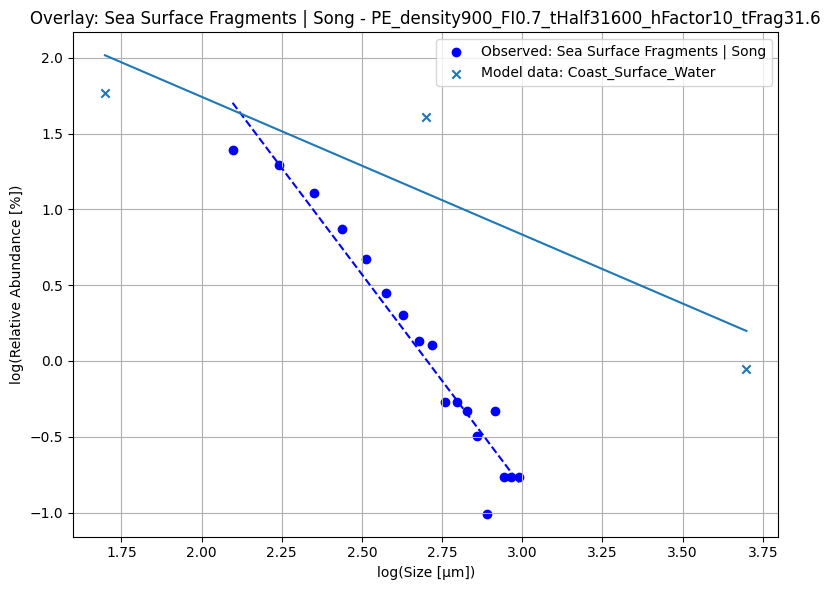 Overlay: Sea Surface Fragments | Song - PE_density900_FI0.7_tHalf31600_hFactor10_tFrag31.6
Observed: Sea Surface Fragments | Song
Model data: Coast_Surface_Water
log(Relative Abundance [%])
2.0
1.5
1.0
0.5
0.0
−0.5
−1.0
1.75 2.00 2.25 2.50 2.75 3.00 3.25 3.50 3.75
log(Size [μm])